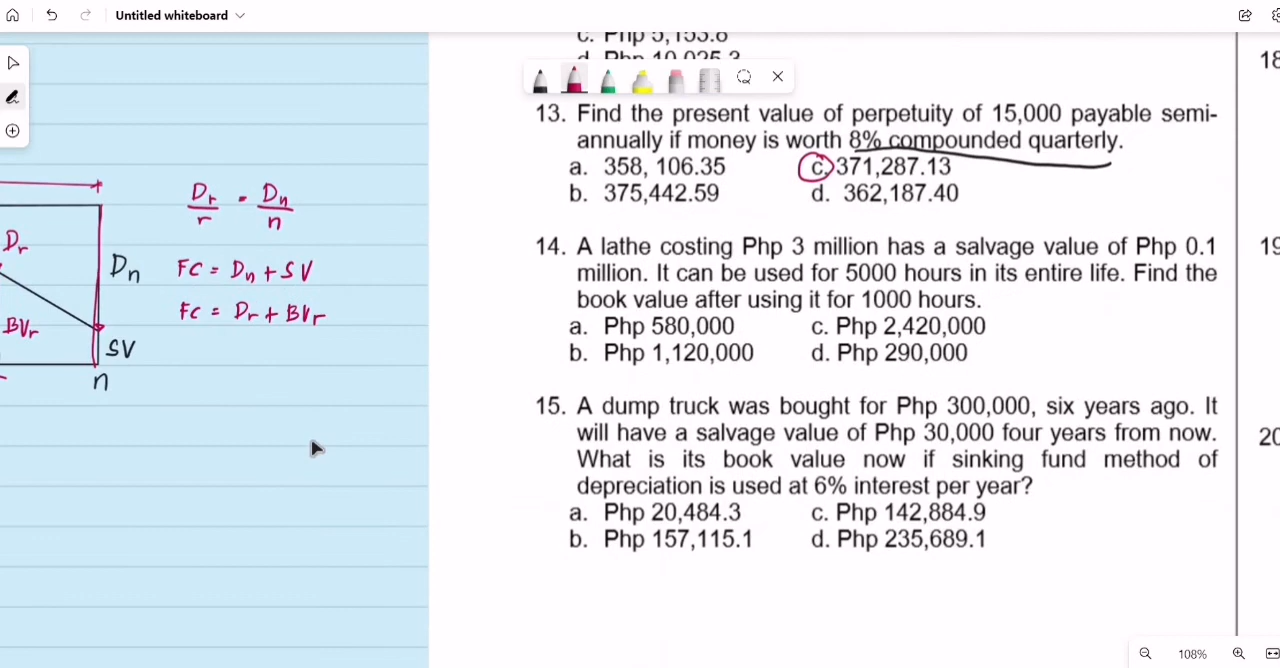 Untitled whiteboard
c. Php 5,153.6
d. Php 10,025.2
18
13. Find the present value of perpetuity of 15,000 payable semi-
annually if money is worth 8% compounded quarterly.
a. 358, 106.35 c. 371,287.13
b. 375,442.59 d. 362,187.40
14. A lathe costing Php 3 million has a salvage value of Php 0.1
million. It can be used for 5000 hours in its entire life. Find the
book value after using it for 1000 hours.
a. Php 580,000 c. Php 2,420,000
b. Php 1,120,000 d. Php 290,000
19
15. A dump truck was bought for Php 300,000, six years ago. It
will have a salvage value of Php 30,000 four years from now.
What is its book value now if sinking fund method of
depreciation is used at 6% interest per year?
a. Php 20,484.3 c. Php 142,884.9
b. Php 157,115.1 d. Php 235,689.1
20
Dr
BVr
Dn
SV
n
Dr = Dn
r n
FC = Dn + SV
FC = Dr + BVr
108%